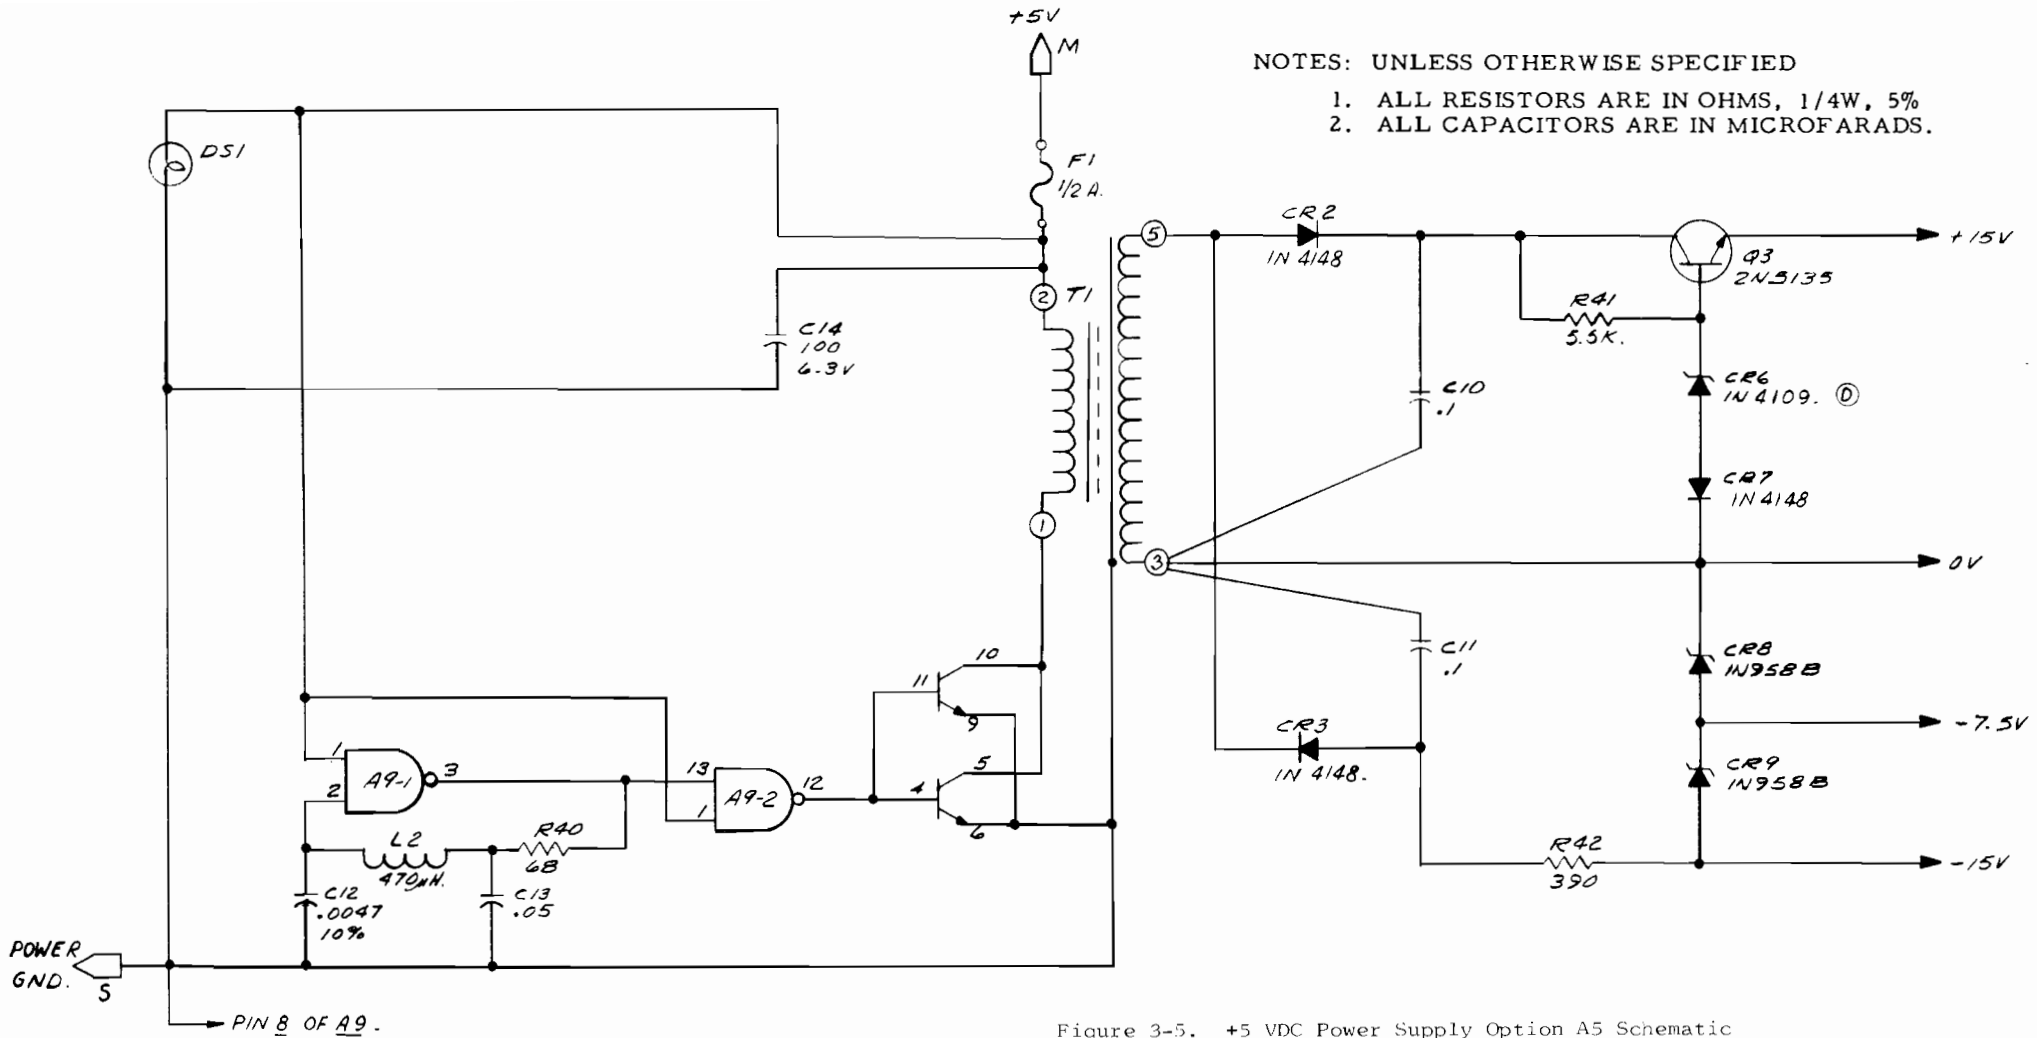 +5V
M
NOTES: UNLESS OTHERWISE SPECIFIED
1. ALL RESISTORS ARE IN OHMS, 1/4W, 5%
2. ALL CAPACITORS ARE IN MICROFARADS.
DS1
F1
1/2 A.
CR2
1N 4148
5
+15V
Q3
2N5135
2
T1
R41
5.5K.
C14
100
6.3V
C10
.1
CR6
1N 4109. D
CR7
1N 4148
1
3
0V
C11
.1
CR8
1N958B
10
11
9
-7.5V
CR3
1N 4148.
CR9
1N958B
1
A9-1
3
2
13
A9-2
12
1
5
4
6
L2
470μH.
R40
68
R42
390
-15V
C12
.0047
10%
C13
.05
POWER
GND.
S
PIN 8 OF A9.
Figure 3-5. +5 VDC Power Supply Option A5 Schematic